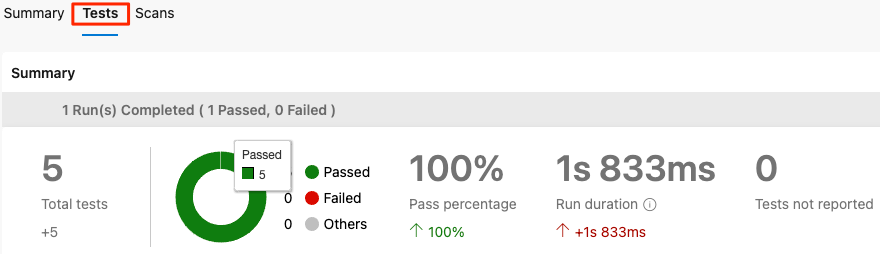 Summary Tests Scans
Summary
1 Run(s) Completed ( 1 Passed, 0 Failed )
5
Total tests
+5
Passed
5
Passed
0 Failed
0 Others
100%
Pass percentage
100%
1s 833ms
Run duration
+1s 833ms
0
Tests not reported